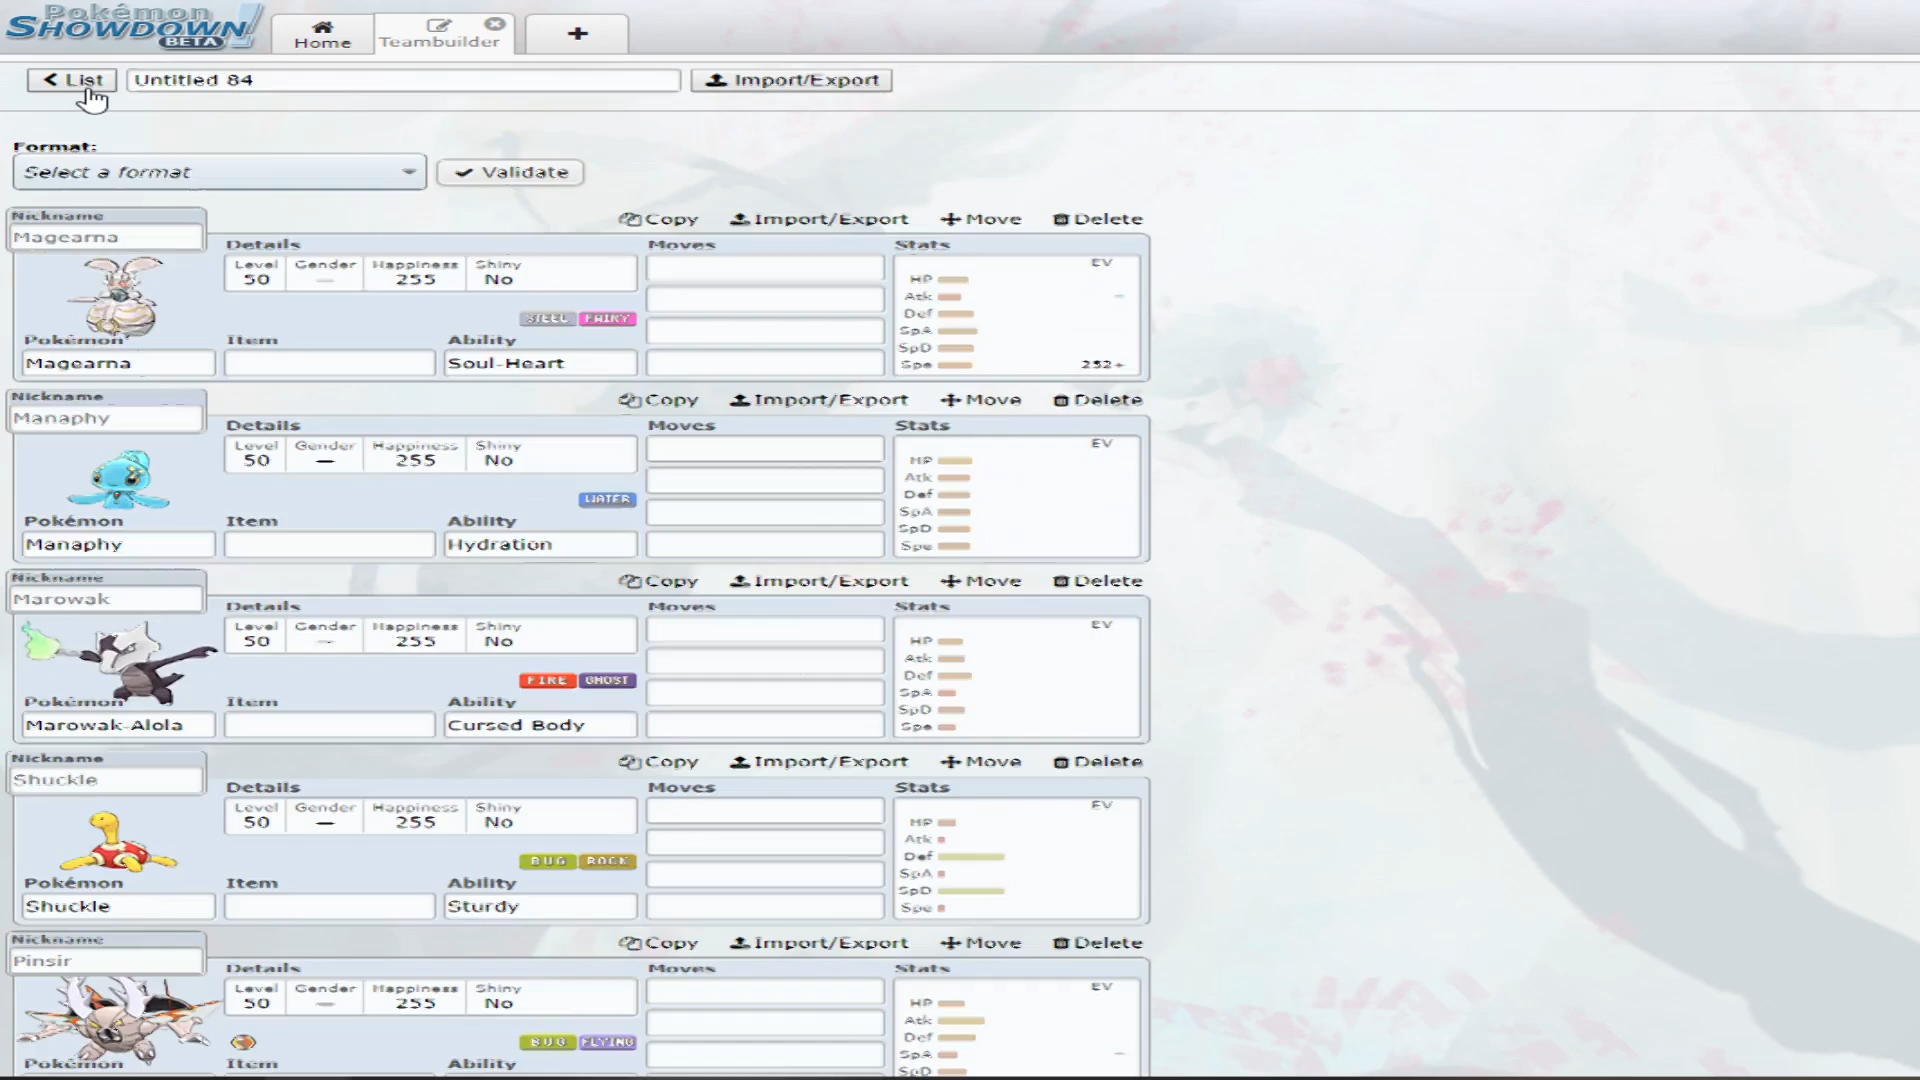 Pokémon
SHOWDOWN!
BETA
Home
Teambuilder
List
Untitled 84
Import/Export
Format:
Select a format
Validate
Nickname
Magearna
Copy Import/Export Move Delete
Details Moves Stats
Level Gender Happiness Shiny
50 — 255 No
EV
HP
Atk –
Def
SpA
SpD
Spe 252+
STEEL FAIRY
Pokémon Item Ability
Magearna Soul-Heart
Nickname
Manaphy
Copy Import/Export Move Delete
Details Moves Stats
Level Gender Happiness Shiny
50 — 255 No
EV
HP
Atk
Def
SpA
SpD
Spe
WATER
Pokémon Item Ability
Manaphy Hydration
Nickname
Marowak
Copy Import/Export Move Delete
Details Moves Stats
Level Gender Happiness Shiny
50 — 255 No
EV
HP
Atk
Def
SpA
SpD
Spe
FIRE GHOST
Pokémon Item Ability
Marowak-Alola Cursed Body
Nickname
Shuckle
Copy Import/Export Move Delete
Details Moves Stats
Level Gender Happiness Shiny
50 — 255 No
EV
HP
Atk
Def
SpA
SpD
Spe
BUG ROCK
Pokémon Item Ability
Shuckle Sturdy
Nickname
Pinsir
Copy Import/Export Move Delete
Details Moves Stats
Level Gender Happiness Shiny
50 — 255 No
EV
HP
Atk
Def
SpA –
SpD
BUG FLYING
Pokémon Item Ability